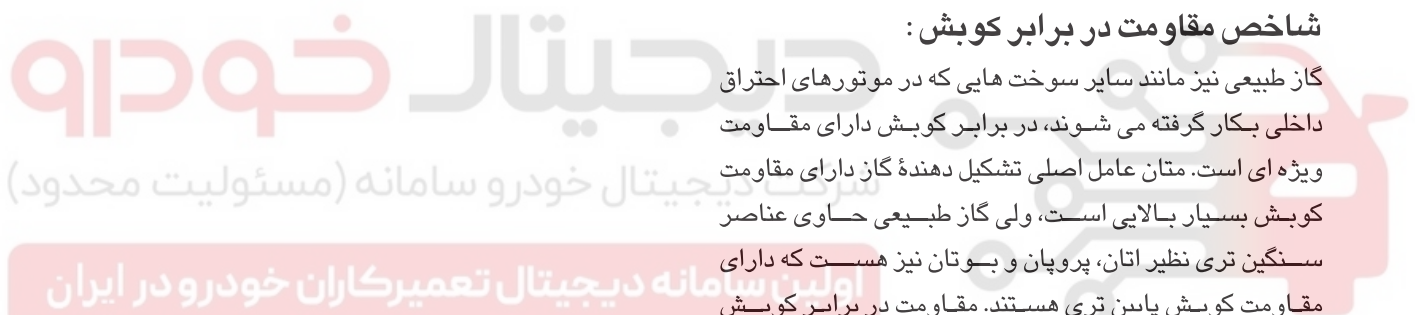 شاخص مقاومت در برابر کوبش :
گاز طبیعی نیز مانند سایر سوخت هایی که در موتورهای احتراق
داخلی بکار گرفته می شوند، در برابر کوبش دارای مقاومت
ویژه ای است. متان عامل اصلی تشکیل دهندهٔ گاز دارای مقاومت
کوبش بسیار بالایی است، ولی گاز طبیعی حاوی عناصر
سنگین تری نظیر اتان، پروپان و بوتان نیز هست که دارای
مقاومت کوبش پایین تری هستند. مقاومت در برابر کوبش
دیجیتال خودرو
شرکت دیجیتال خودرو سامانه (مسئولیت محدود)
اولین سامانه دیجیتال تعمیرکاران خودرو در ایران